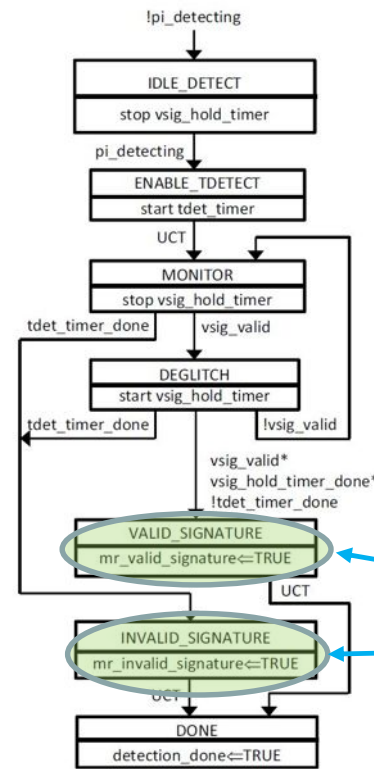 !pi_detecting
IDLE_DETECT
stop vsig_hold_timer
pi_detecting
ENABLE_TDETECT
start tdet_timer
UCT
MONITOR
stop vsig_hold_timer
tdet_timer_done
vsig_valid
DEGLITCH
start vsig_hold_timer
tdet_timer_done
!vsig_valid
vsig_valid*
vsig_hold_timer_done*
!tdet_timer_done
VALID_SIGNATURE
mr_valid_signature⇐TRUE
UCT
INVALID_SIGNATURE
mr_invalid_signature⇐TRUE
UCT
DONE
detection_done⇐TRUE